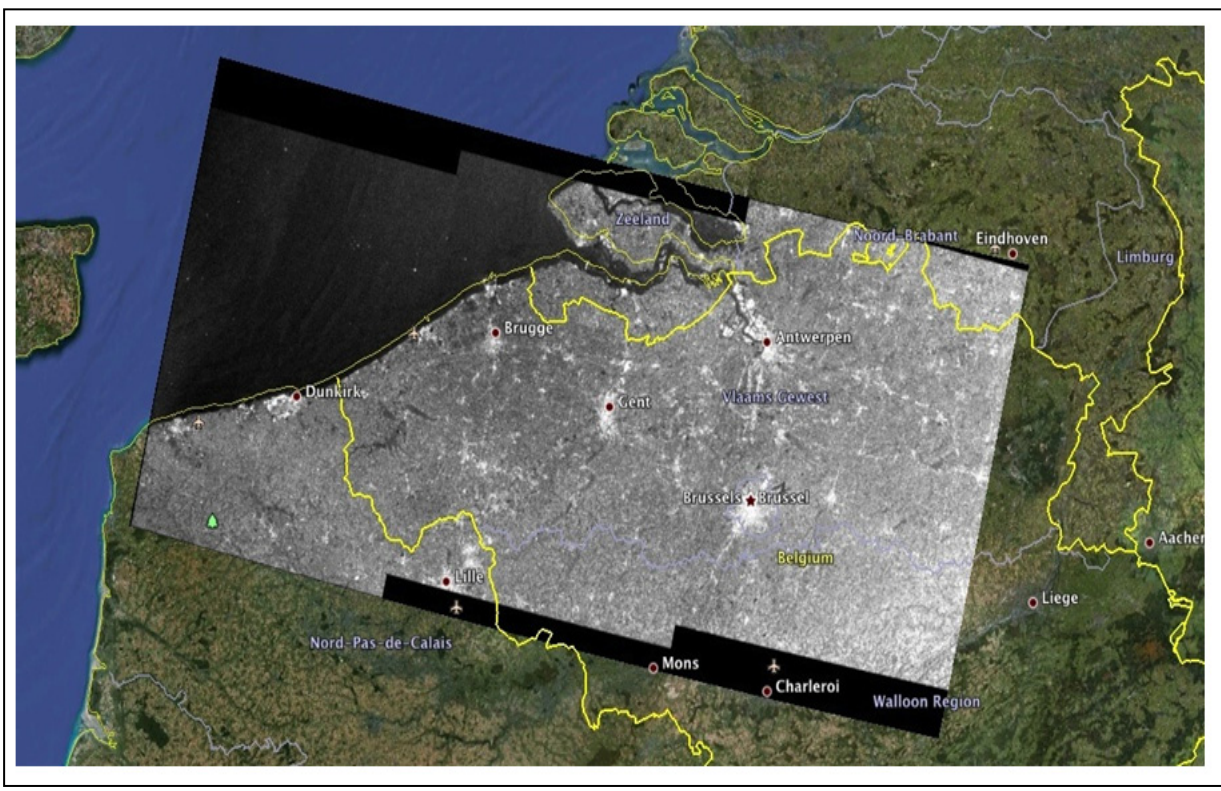 Zeeland
Noord-Brabant
Eindhoven
Limburg
Brugge
Antwerpen
Dunkirk
Vlaams Gewest
Gent
Brussels
Brussel
Aachen
Belgium
Lille
Liege
Nord-Pas-de-Calais
Mons
Charleroi
Walloon Region